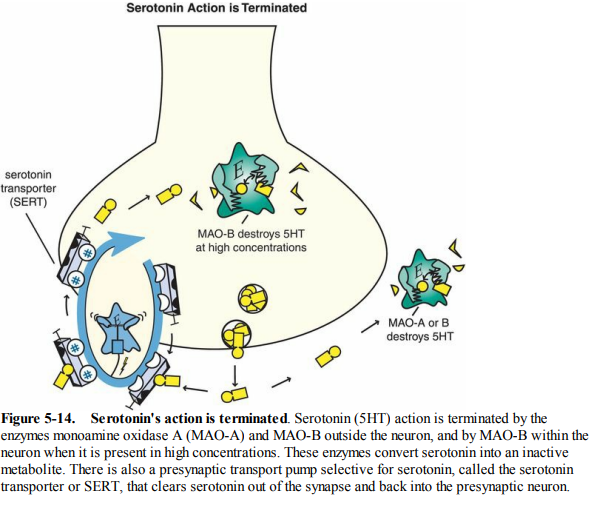 Serotonin Action is Terminated
serotonin
transporter
(SERT)
E
MAO-B destroys 5HT
at high concentrations
E
MAO-A or B
destroys 5HT
E
Figure 5-14. Serotonin's action is terminated. Serotonin (5HT) action is terminated by the
enzymes monoamine oxidase A (MAO-A) and MAO-B outside the neuron, and by MAO-B within the
neuron when it is present in high concentrations. These enzymes convert serotonin into an inactive
metabolite. There is also a presynaptic transport pump selective for serotonin, called the serotonin
transporter or SERT, that clears serotonin out of the synapse and back into the presynaptic neuron.